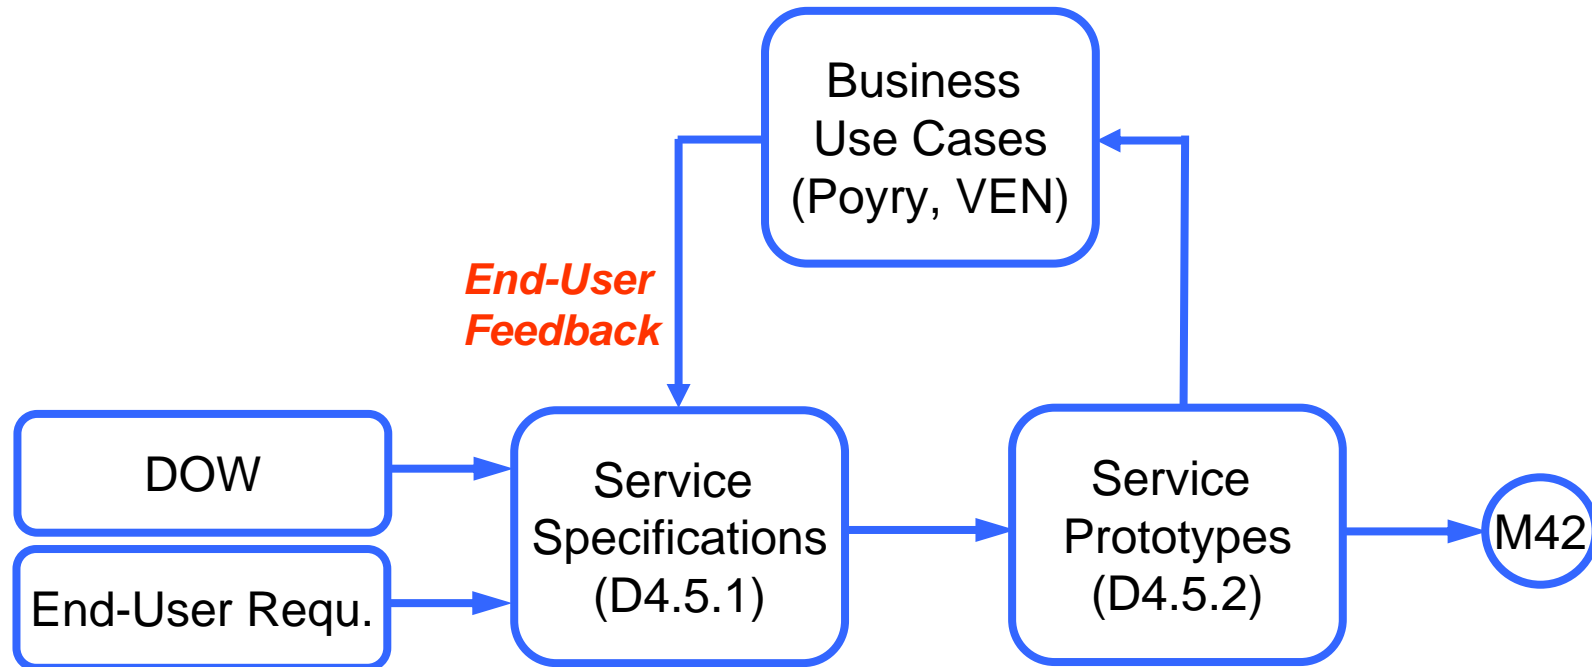 Business
Use Cases
(Poyry, VEN)
End-User
Feedback
DOW
End-User Requ.
Service
Specifications
(D4.5.1)
Service
Prototypes
(D4.5.2)
M42